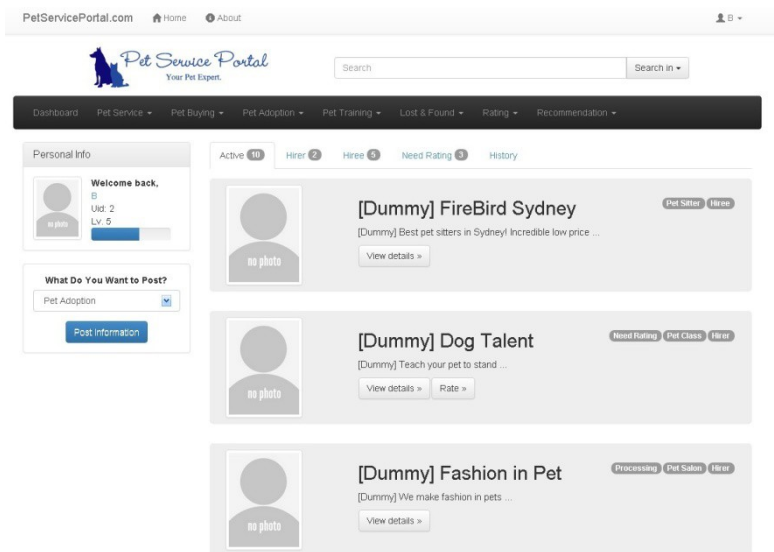 PetServicePortal.com Home About B
Pet Service Portal
Your Pet Expert.
Search Search in
Dashboard Pet Service Pet Buying Pet Adoption Pet Training Lost & Found Rating Recommendation
Personal Info
Welcome back,
B
Uid: 2
Lv. 5
no photo
What Do You Want to Post?
Pet Adoption
Post Information
Active 10 Hirer 2 Hiree 5 Need Rating 3 History
[Dummy] FireBird Sydney
Pet Sitter Hiree
[Dummy] Best pet sitters in Sydney! Incredible low price ...
View details »
no photo
[Dummy] Dog Talent
Need Rating Pet Class Hirer
[Dummy] Teach your pet to stand ...
View details » Rate »
no photo
[Dummy] Fashion in Pet
Processing Pet Salon Hirer
[Dummy] We make fashion in pets ...
View details »
no photo